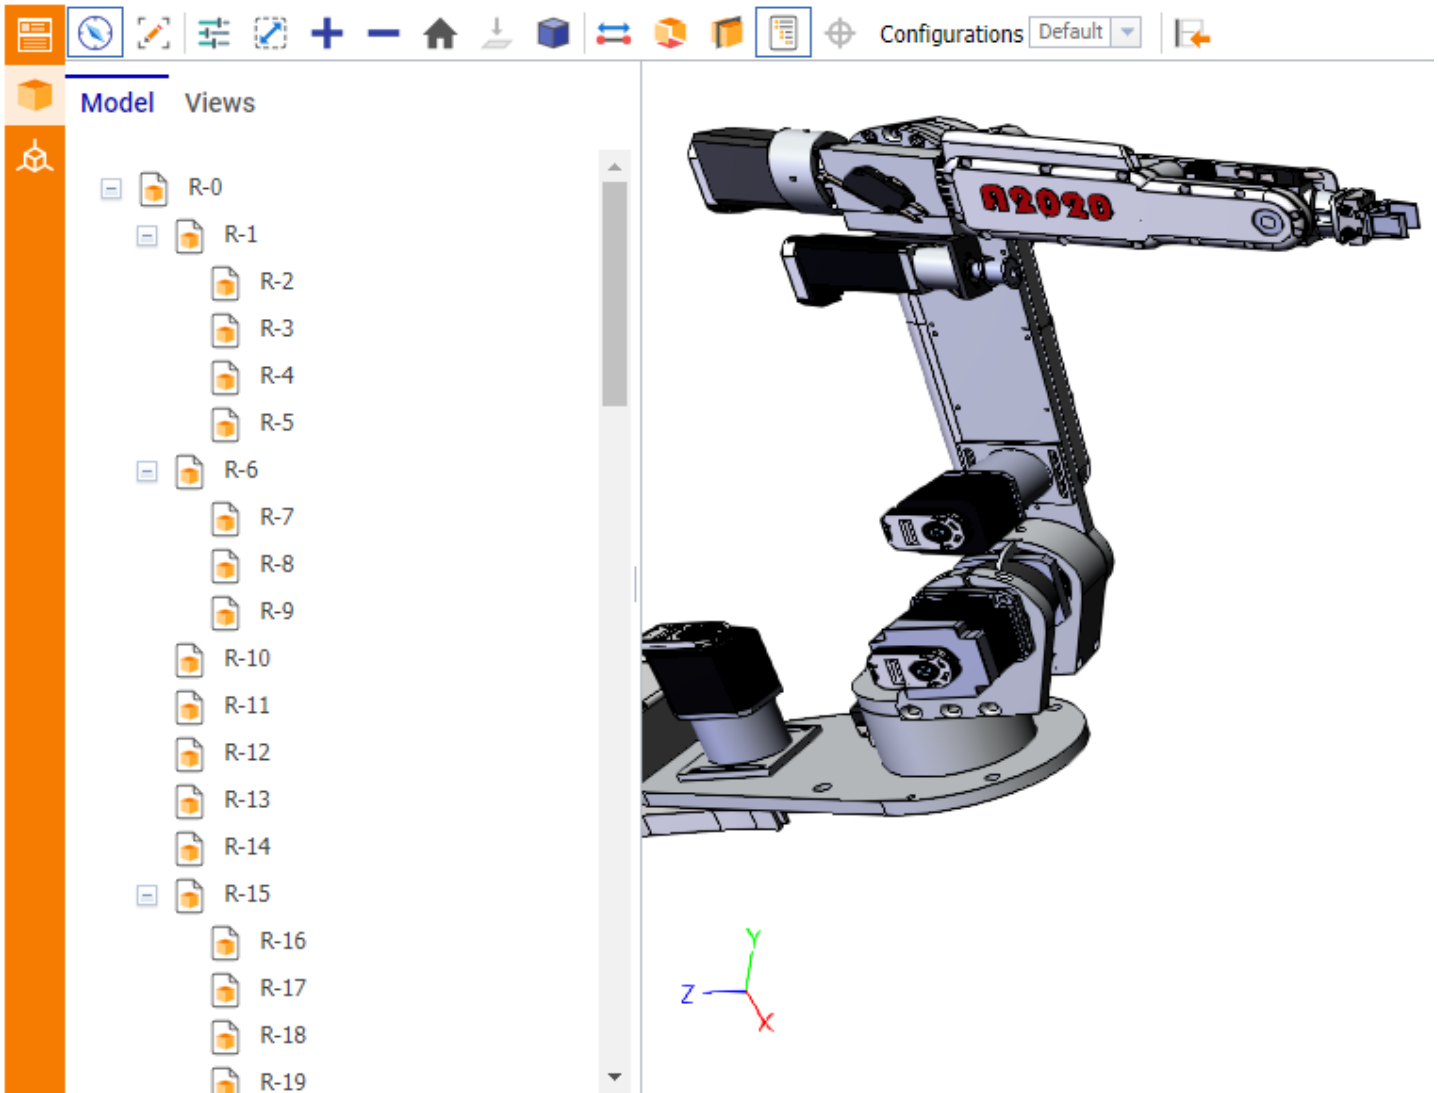 Configurations Default
Model Views
R-0
R-1
R-2
R-3
R-4
R-5
R-6
R-7
R-8
R-9
R-10
R-11
R-12
R-13
R-14
R-15
R-16
R-17
R-18
R-19
A2020
Y
Z
X